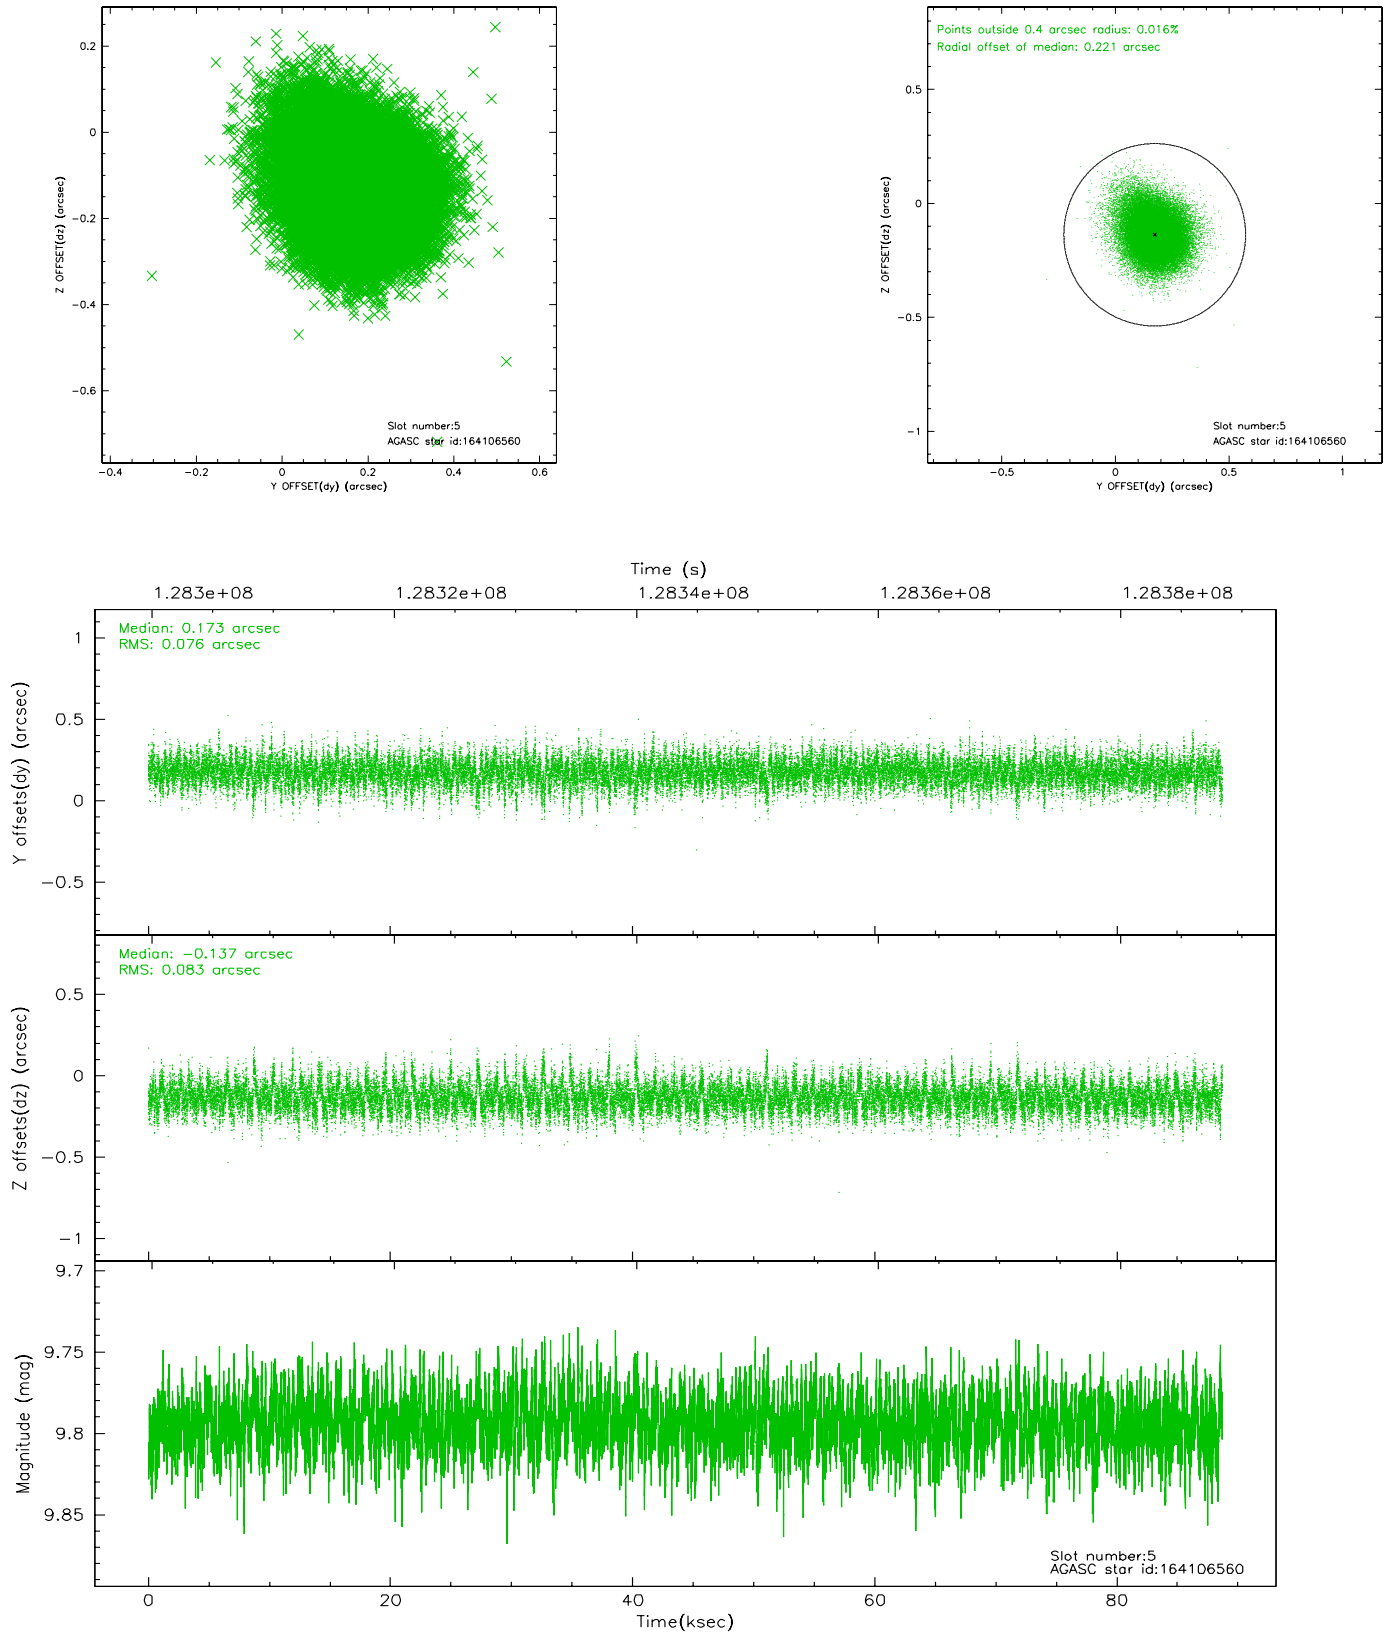 0.2
0
−0.2
−0.4
−0.6
Z OFFSET(dz) (arcsec)
Slot number:5
AGASC star id:164106560
−0.4
−0.2
0
0.2
0.4
0.6
Y OFFSET(dy) (arcsec)
Points outside 0.4 arcsec radius: 0.016%
Radial offset of median: 0.221 arcsec
0.5
0
−0.5
−1
Z OFFSET(dz) (arcsec)
Slot number:5
AGASC star id:164106560
−0.5
0
0.5
1
Y OFFSET(dy) (arcsec)
Time (s)
1.283e+08
1.2832e+08
1.2834e+08
1.2836e+08
1.2838e+08
Median: 0.173 arcsec
RMS: 0.076 arcsec
1
0.5
0
−0.5
Y offsets(dy) (arcsec)
Median: −0.137 arcsec
RMS: 0.083 arcsec
0.5
0
−0.5
−1
Z offsets(dz) (arcsec)
9.7
9.75
9.8
9.85
Magnitude (mag)
Slot number:5
AGASC star id:164106560
0
20
40
60
80
Time(ksec)